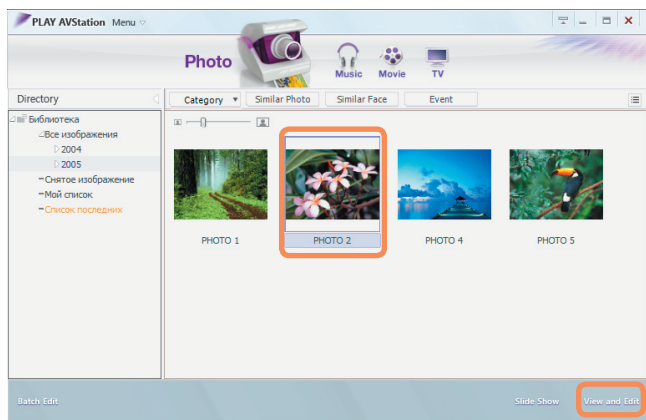 PLAY AVStation Menu
Photo
Music Movie TV
Directory
Category Similar Photo Similar Face Event
Библиотека
Все изображения
2004
2005
Снятое изображение
Мой список
Список последних
PHOTO 1 PHOTO 2 PHOTO 4 PHOTO 5
Batch Edit Slide Show View and Edit